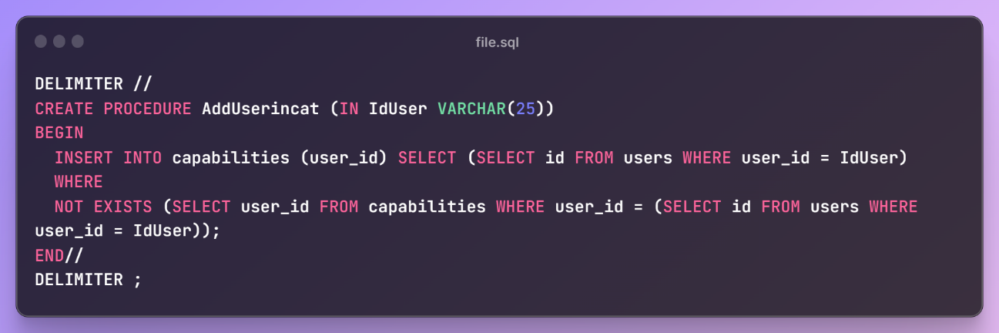 file.sql
DELIMITER //
CREATE PROCEDURE AddUserincat (IN IdUser VARCHAR(25))
BEGIN
  INSERT INTO capabilities (user_id) SELECT (SELECT id FROM users WHERE user_id = IdUser)
  WHERE
  NOT EXISTS (SELECT user_id FROM capabilities WHERE user_id = (SELECT id FROM users WHERE
user_id = IdUser));
END//
DELIMITER ;